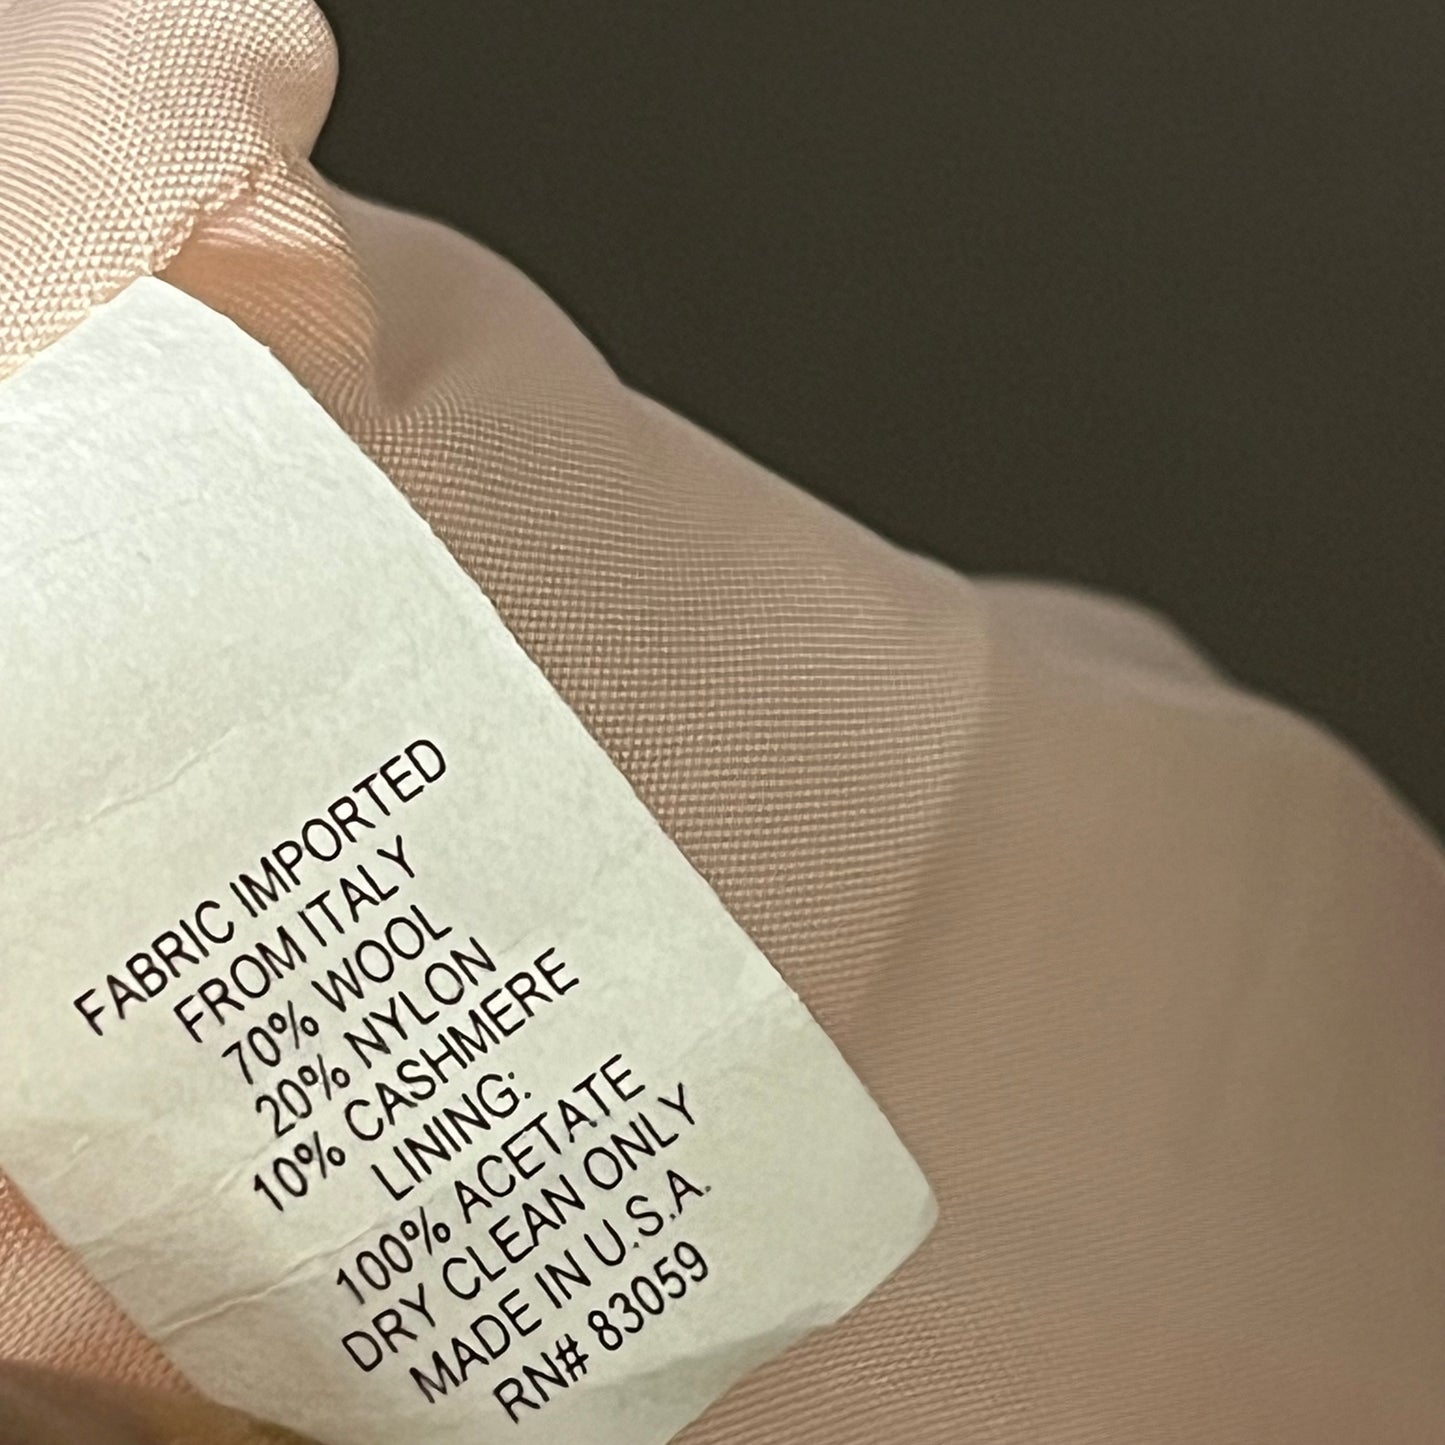 FABRIC IMPORTED
FROM ITALY
70% WOOL
20% NYLON
10% CASHMERE
LINING:
100% ACETATE
DRY CLEAN ONLY
MADE IN U.S.A.
RN# 83059